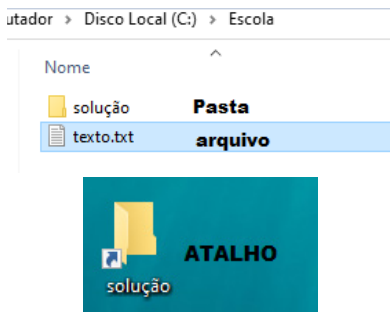 utador > Disco Local (C:) > Escola
Nome
solução Pasta
texto.txt arquivo
ATALHO
solução